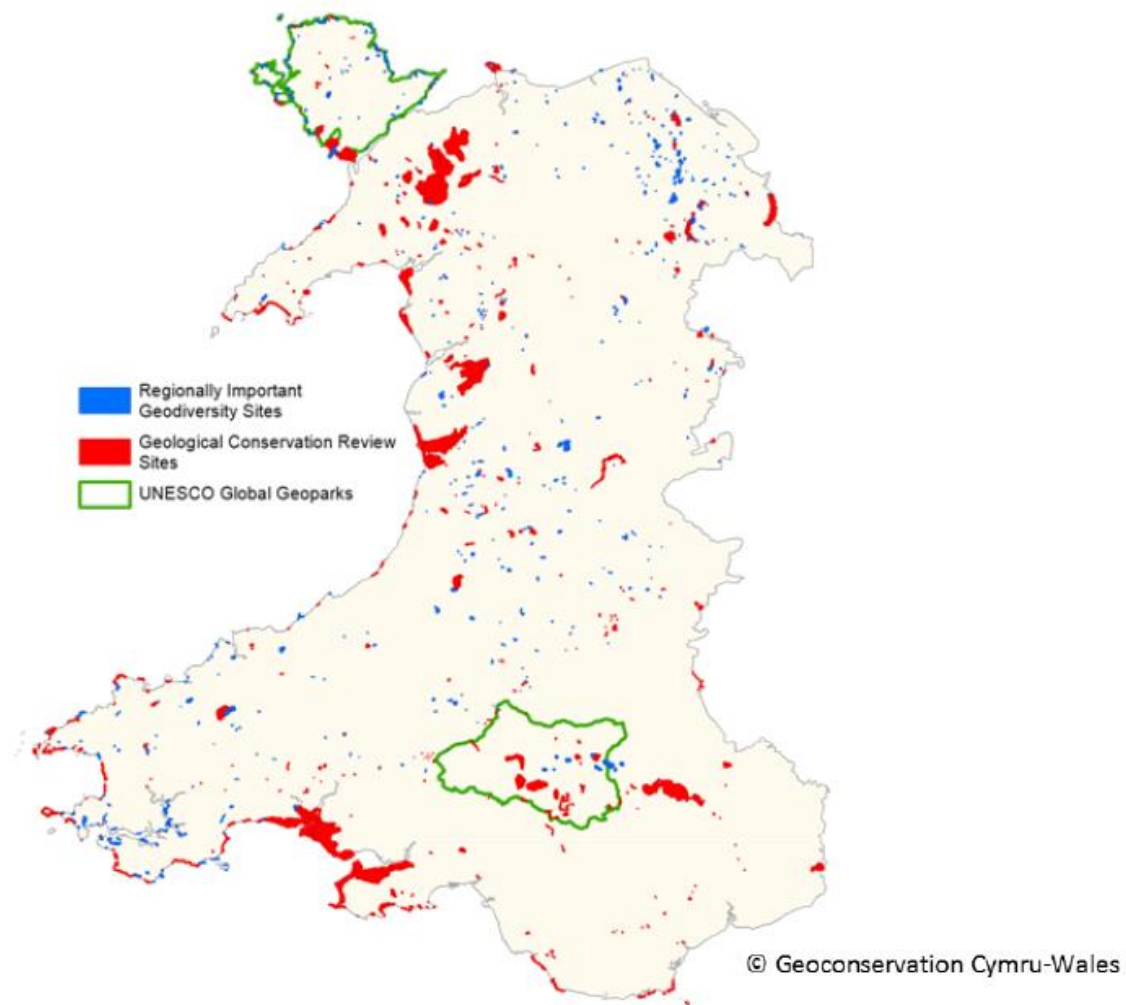 Regionally Important
Geodiversity Sites
Geological Conservation Review
Sites
UNESCO Global Geoparks
© Geoconservation Cymru-Wales